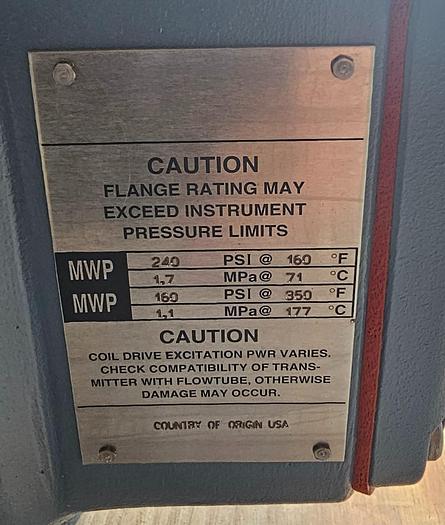 CAUTION
FLANGE RATING MAY
EXCEED INSTRUMENT
PRESSURE LIMITS
MWP 240 PSI @ 160 °F
1,7 MPa @ 71 °C
MWP 160 PSI @ 350 °F
1,1 MPa @ 177 °C
CAUTION
COIL DRIVE EXCITATION PWR VARIES.
CHECK COMPATIBILITY OF TRANS-
MITTER WITH FLOWTUBE, OTHERWISE
DAMAGE MAY OCCUR.
COUNTRY OF ORIGIN USA